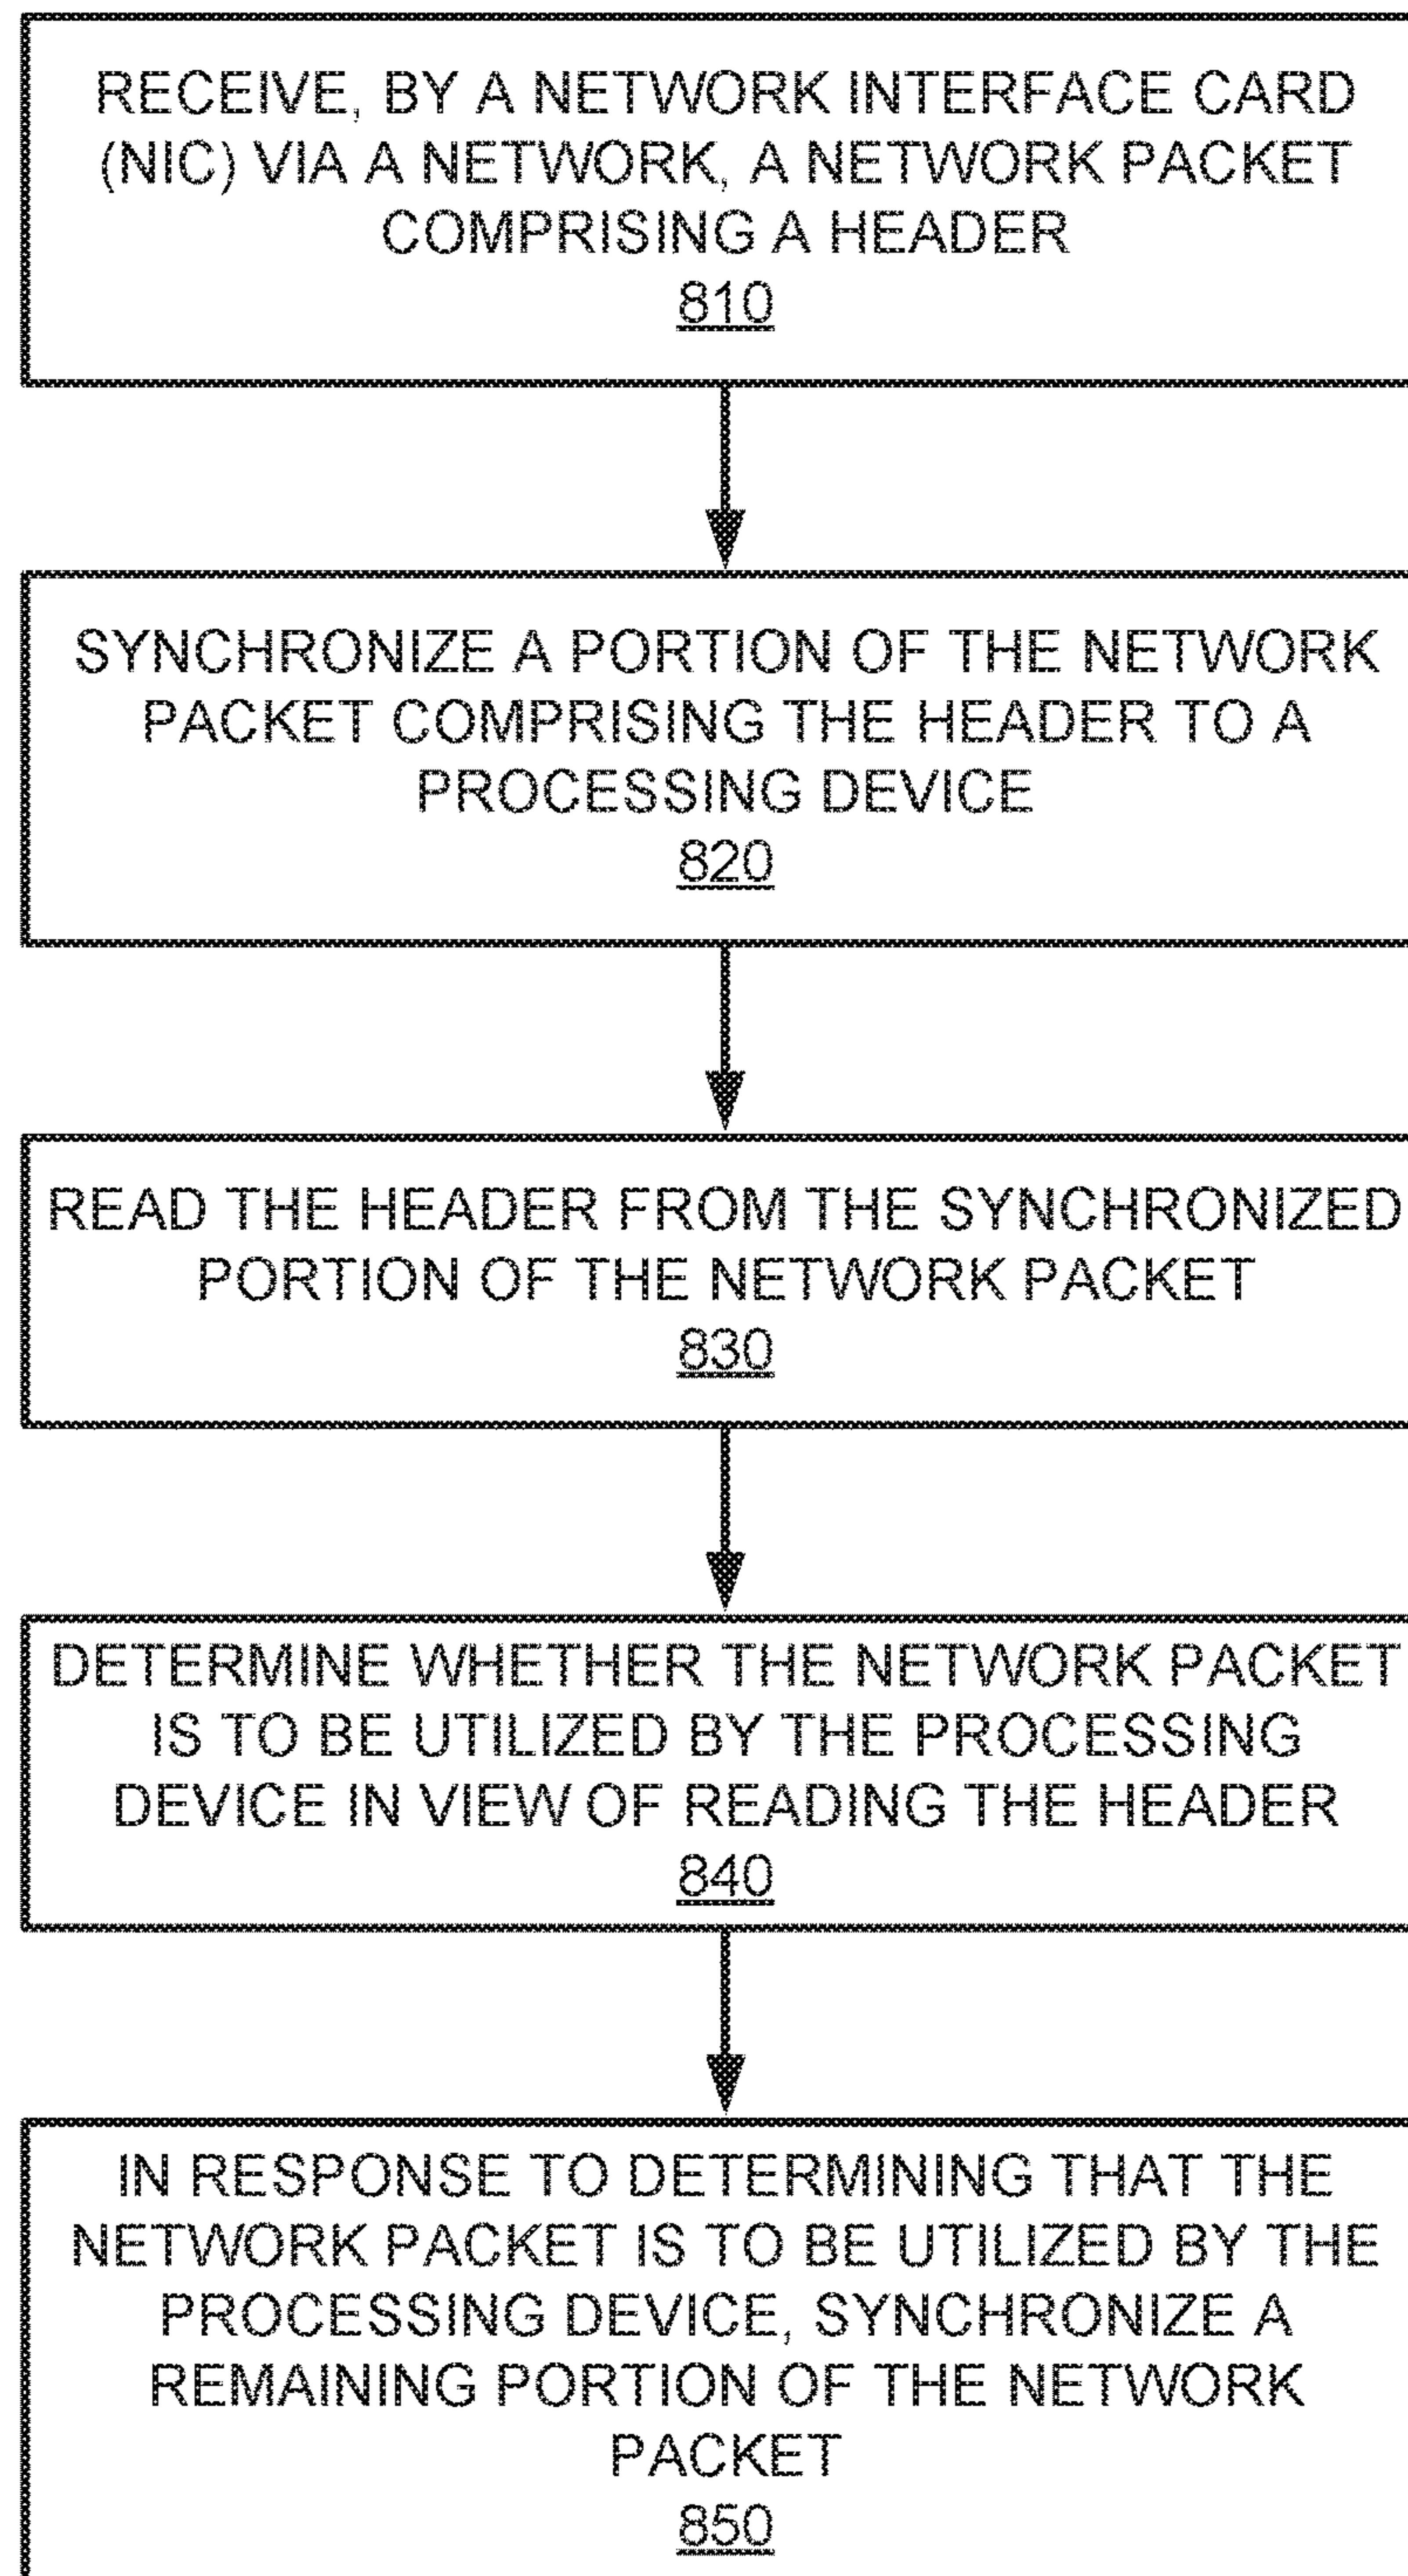 RECEIVE, BY A NETWORK INTERFACE CARD
(NIC) VIA A NETWORK, A NETWORK PACKET
COMPRISING A HEADER
810
SYNCHRONIZE A PORTION OF THE NETWORK
PACKET COMPRISING THE HEADER TO A
PROCESSING DEVICE
820
READ THE HEADER FROM THE SYNCHRONIZED
PORTION OF THE NETWORK PACKET
830
DETERMINE WHETHER THE NETWORK PACKET
IS TO BE UTILIZED BY THE PROCESSING
DEVICE IN VIEW OF READING THE HEADER
840
IN RESPONSE TO DETERMINING THAT THE
NETWORK PACKET IS TO BE UTILIZED BY THE
PROCESSING DEVICE, SYNCHRONIZE A
REMAINING PORTION OF THE NETWORK
PACKET
850